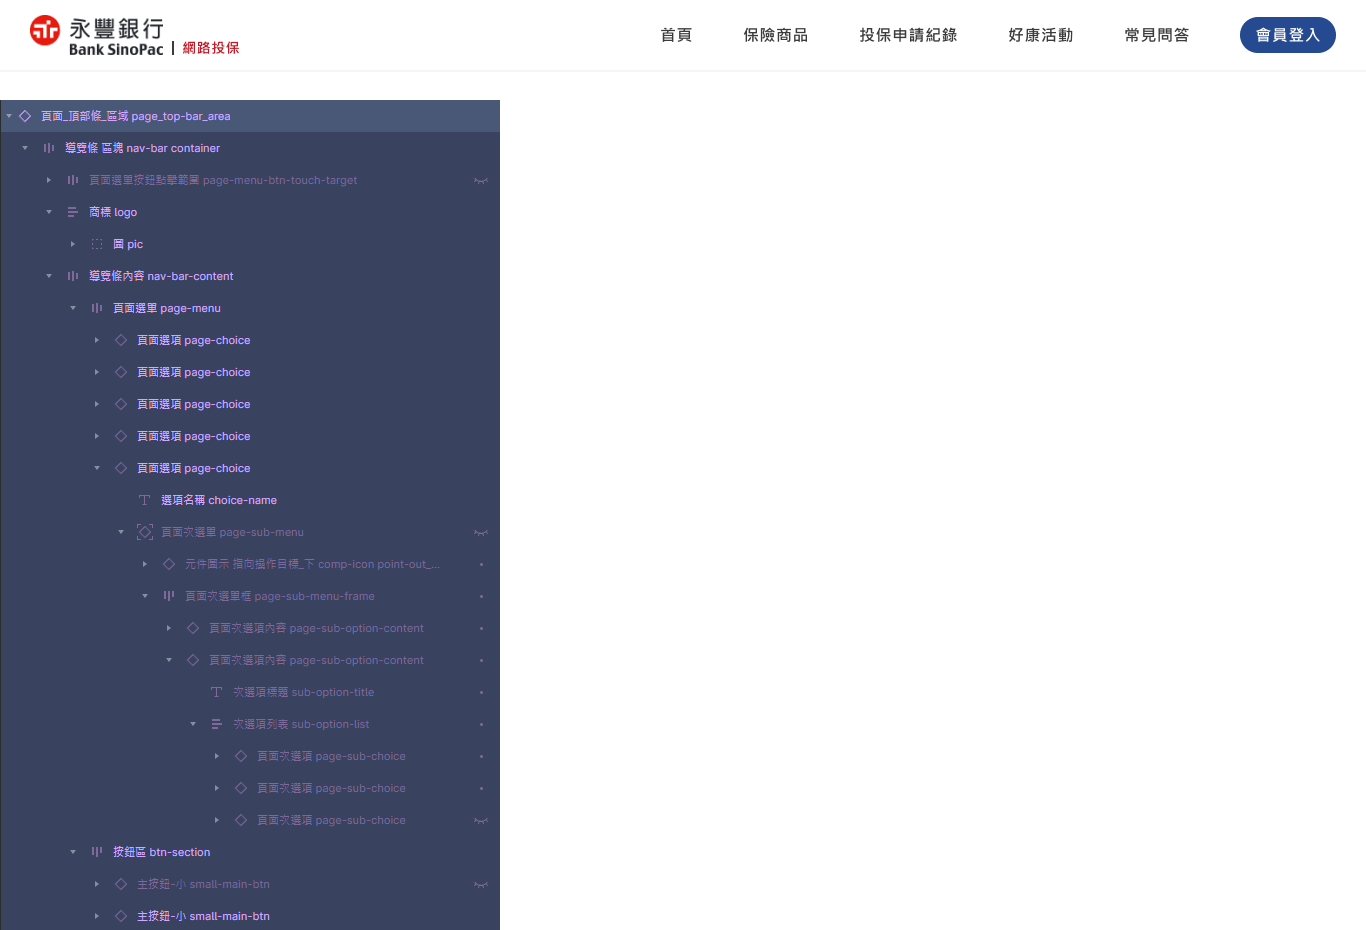 永豐銀行
Bank SinoPac | 網路投保
首頁 保險商品 投保申請紀錄 好康活動 常見問答 會員登入
頁面_頂部條_區域 page_top-bar_area
導覽條 區塊 nav-bar container
頁面選單按鈕點擊範圍 page-menu-btn-touch-target
商標 logo
圖 pic
導覽條內容 nav-bar-content
頁面選單 page-menu
頁面選項 page-choice
頁面選項 page-choice
頁面選項 page-choice
頁面選項 page-choice
頁面選項 page-choice
選項名稱 choice-name
頁面次選單 page-sub-menu
元件圖示 指向操作目標_下 comp-icon point-out_...
頁面次選單框 page-sub-menu-frame
頁面次選項內容 page-sub-option-content
頁面次選項內容 page-sub-option-content
次選項標題 sub-option-title
次選項列表 sub-option-list
頁面次選項 page-sub-choice
頁面次選項 page-sub-choice
頁面次選項 page-sub-choice
按鈕區 btn-section
主按鈕-小 small-main-btn
主按鈕-小 small-main-btn